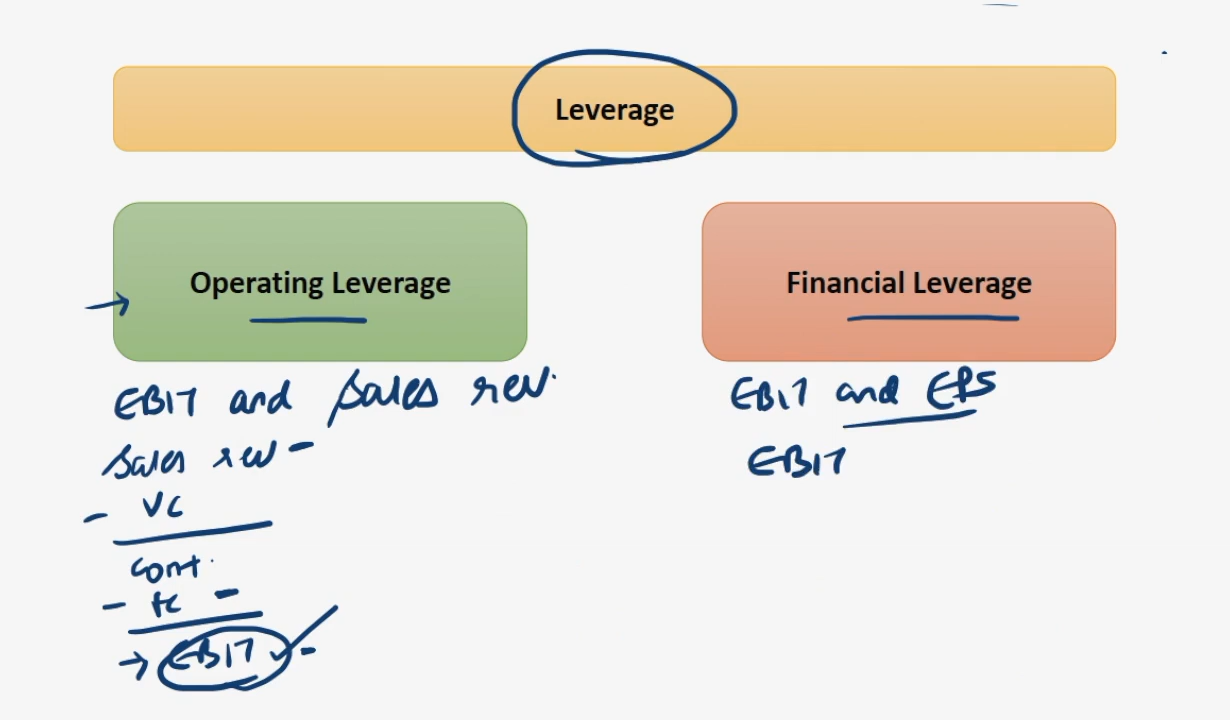 Leverage
Operating Leverage
Financial Leverage
EBIT and Sales rev.
Sales rev -
- VC
Cont.
- FC -
→ EBIT ✓ -
EBIT and EPS
EBIT